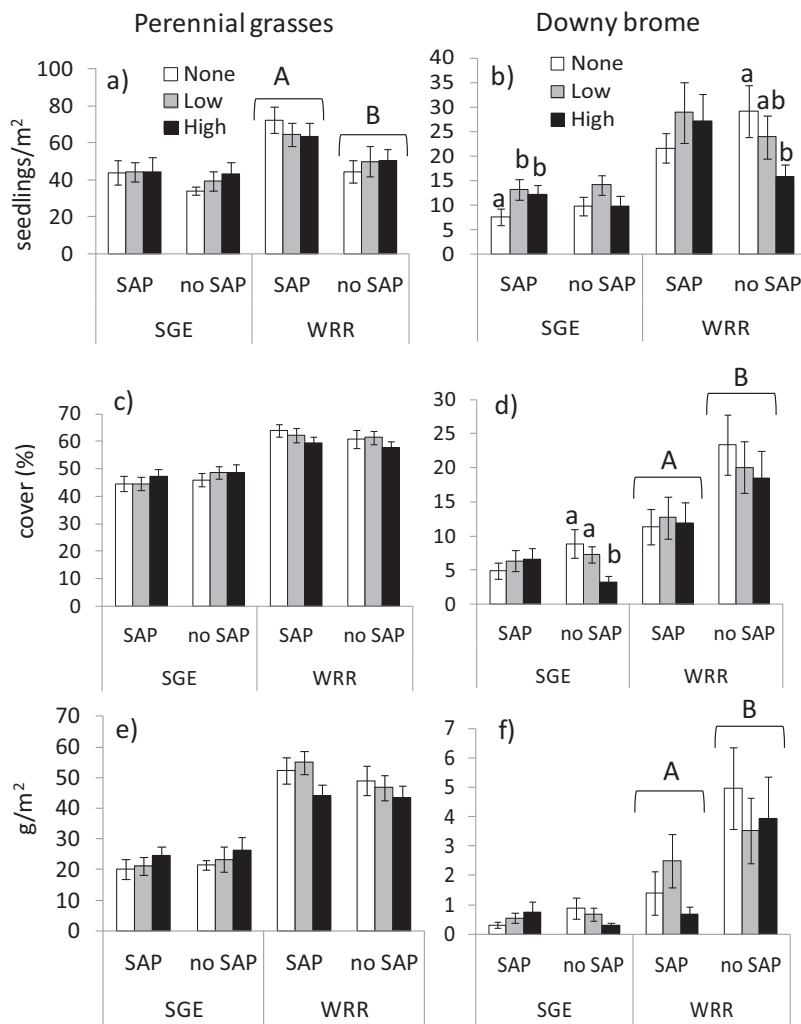 Perennial grasses
Downy brome
a)
None
Low
High
A
B
100
80
60
40
20
0
seedlings/m²
SAP no SAP SAP no SAP
SGE WRR
b)
None
Low
High
a
b
b
a
ab
b
40
35
30
25
20
15
10
5
0
SAP no SAP SAP no SAP
SGE WRR
c)
70
60
50
40
30
20
10
0
cover (%)
SAP no SAP SAP no SAP
SGE WRR
d)
a
a
b
A
B
30
25
20
15
10
5
0
SAP no SAP SAP no SAP
SGE WRR
e)
70
60
50
40
30
20
10
0
g/m²
SAP no SAP SAP no SAP
SGE WRR
f)
A
B
7
6
5
4
3
2
1
0
SAP no SAP SAP no SAP
SGE WRR